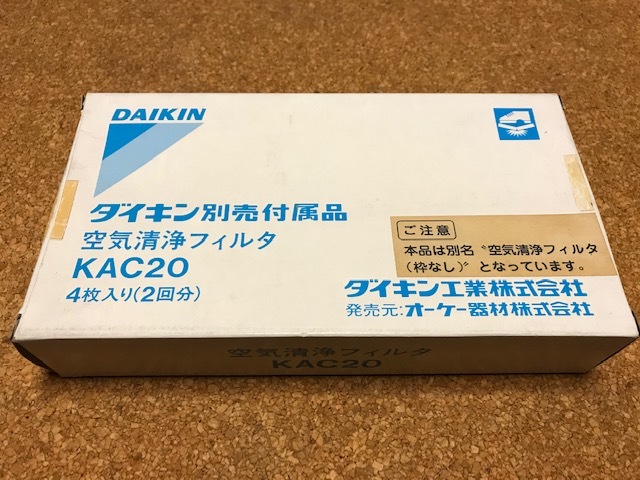 DAIKIN
ダイキン別売付属品
空気清浄フィルタ
KAC20
4枚入り(2回分)
ご注意
本品は別名〝空気清浄フィルタ
(枠なし)〞となっています。
ダイキン工業株式会社
発売元:オーケー器材株式会社
空気清浄フィルタ
KAC20